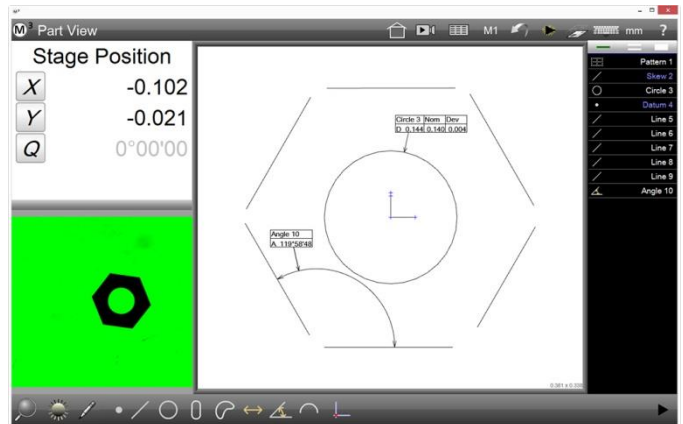 M³
M³ Part View
M1
mm
?
Stage Position
X -0.102
Y -0.021
Q 0°00'00
Circle 3 Nom Dev
D 0.144 0.140 0.004
Angle 10
A 119°58'48
Pattern 1
Skew 2
Circle 3
Datum 4
Line 5
Line 6
Line 7
Line 8
Line 9
Angle 10